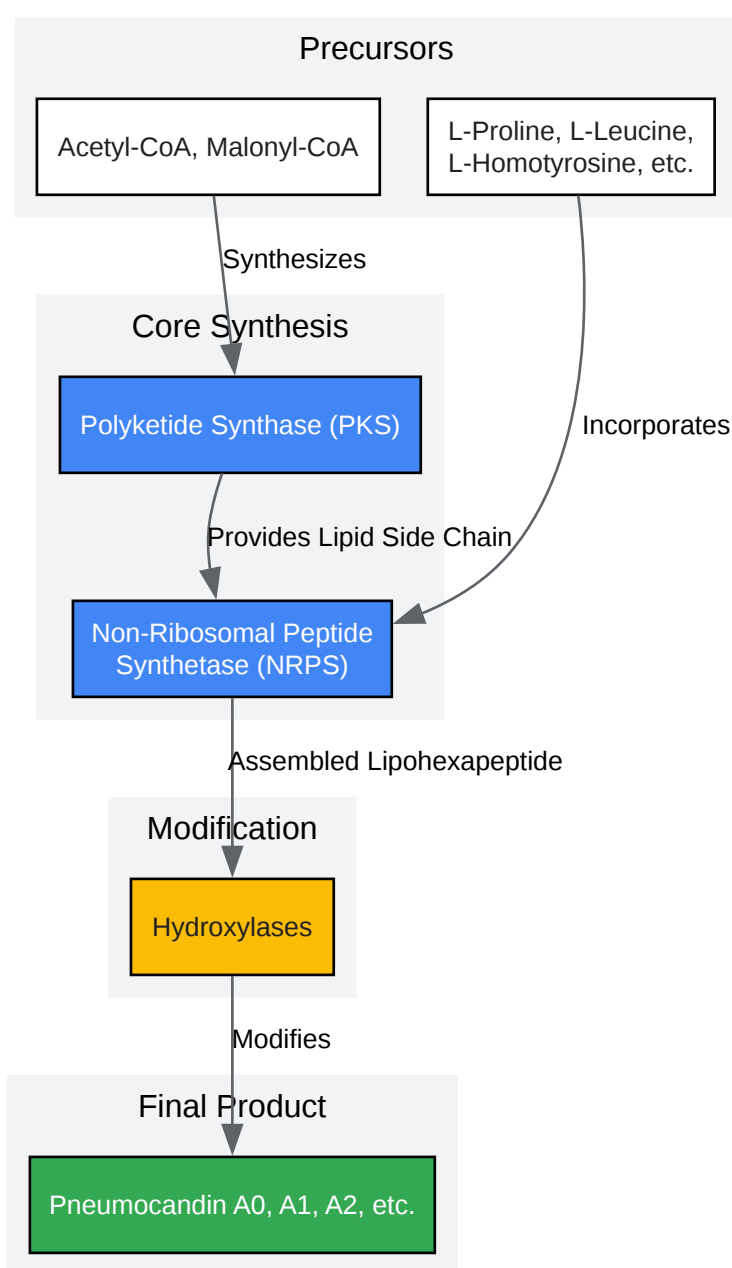 Precursors
Acetyl-CoA, Malonyl-CoA
L-Proline, L-Leucine,
L-Homotyrosine, etc.
Synthesizes
Core Synthesis
Polyketide Synthase (PKS)
Incorporates
Provides Lipid Side Chain
Non-Ribosomal Peptide
Synthetase (NRPS)
Assembled Lipohexapeptide
Modification
Hydroxylases
Modifies
Final Product
Pneumocandin A0, A1, A2, etc.